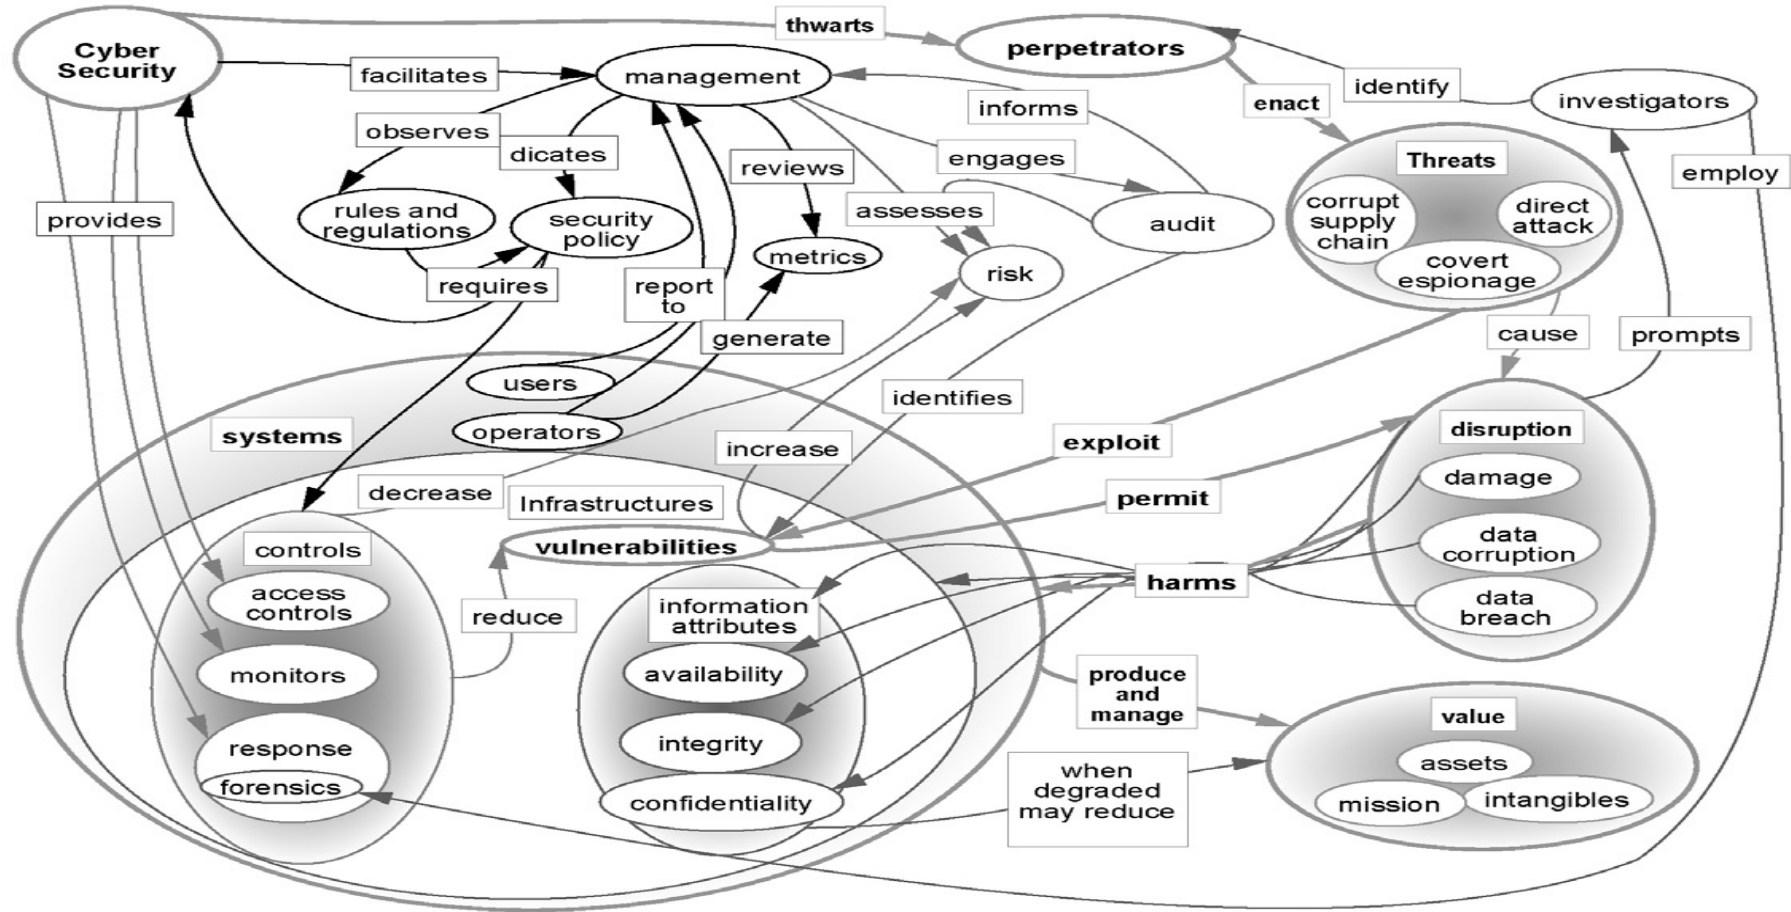 Cyber
Security
thwarts
perpetrators
facilitates
management
identify
investigators
enact
informs
observes
dicates
reviews
engages
Threats
employ
corrupt
supply
chain
direct
attack
covert
espionage
provides
rules and
regulations
security
policy
metrics
assesses
audit
risk
requires
report
to
generate
cause
prompts
users
operators
systems
identifies
increase
exploit
disruption
decrease
Infrastructures
permit
damage
controls
vulnerabilities
data
corruption
access
controls
information
attributes
harms
data
breach
reduce
monitors
availability
produce
and
manage
value
response
forensics
integrity
confidentiality
when
degraded
may reduce
assets
mission
intangibles